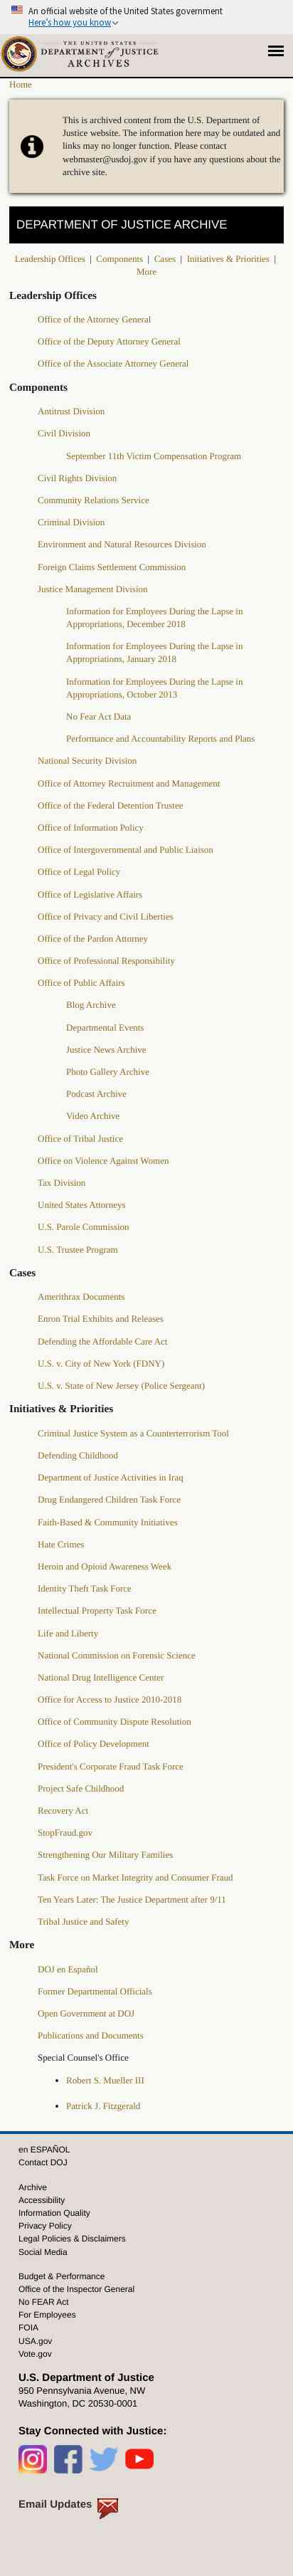 An official website of the United States government
Here's how you know
THE UNITED STATES
DEPARTMENT of JUSTICE
ARCHIVES
Home
This is archived content from the U.S. Department of
Justice website. The information here may be outdated and
links may no longer function. Please contact
webmaster@usdoj.gov if you have any questions about the
archive site.
DEPARTMENT OF JUSTICE ARCHIVE
Leadership Offices | Components | Cases | Initiatives & Priorities |
More
Leadership Offices
Office of the Attorney General
Office of the Deputy Attorney General
Office of the Associate Attorney General
Components
Antitrust Division
Civil Division
September 11th Victim Compensation Program
Civil Rights Division
Community Relations Service
Criminal Division
Environment and Natural Resources Division
Foreign Claims Settlement Commission
Justice Management Division
Information for Employees During the Lapse in
Appropriations, December 2018
Information for Employees During the Lapse in
Appropriations, January 2018
Information for Employees During the Lapse in
Appropriations, October 2013
No Fear Act Data
Performance and Accountability Reports and Plans
National Security Division
Office of Attorney Recruitment and Management
Office of the Federal Detention Trustee
Office of Information Policy
Office of Intergovernmental and Public Liaison
Office of Legal Policy
Office of Legislative Affairs
Office of Privacy and Civil Liberties
Office of the Pardon Attorney
Office of Professional Responsibility
Office of Public Affairs
Blog Archive
Departmental Events
Justice News Archive
Photo Gallery Archive
Podcast Archive
Video Archive
Office of Tribal Justice
Office on Violence Against Women
Tax Division
United States Attorneys
U.S. Parole Commission
U.S. Trustee Program
Cases
Amerithrax Documents
Enron Trial Exhibits and Releases
Defending the Affordable Care Act
U.S. v. City of New York (FDNY)
U.S. v. State of New Jersey (Police Sergeant)
Initiatives & Priorities
Criminal Justice System as a Counterterrorism Tool
Defending Childhood
Department of Justice Activities in Iraq
Drug Endangered Children Task Force
Faith-Based & Community Initiatives
Hate Crimes
Heroin and Opioid Awareness Week
Identity Theft Task Force
Intellectual Property Task Force
Life and Liberty
National Commission on Forensic Science
National Drug Intelligence Center
Office for Access to Justice 2010-2018
Office of Community Dispute Resolution
Office of Policy Development
President's Corporate Fraud Task Force
Project Safe Childhood
Recovery Act
StopFraud.gov
Strengthening Our Military Families
Task Force on Market Integrity and Consumer Fraud
Ten Years Later: The Justice Department after 9/11
Tribal Justice and Safety
More
DOJ en Español
Former Departmental Officials
Open Government at DOJ
Publications and Documents
Special Counsel's Office
• Robert S. Mueller III
• Patrick J. Fitzgerald
en ESPAÑOL
Contact DOJ
Archive
Accessibility
Information Quality
Privacy Policy
Legal Policies & Disclaimers
Social Media
Budget & Performance
Office of the Inspector General
No FEAR Act
For Employees
FOIA
USA.gov
Vote.gov
U.S. Department of Justice
950 Pennsylvania Avenue, NW
Washington, DC 20530-0001
Stay Connected with Justice:
Email Updates